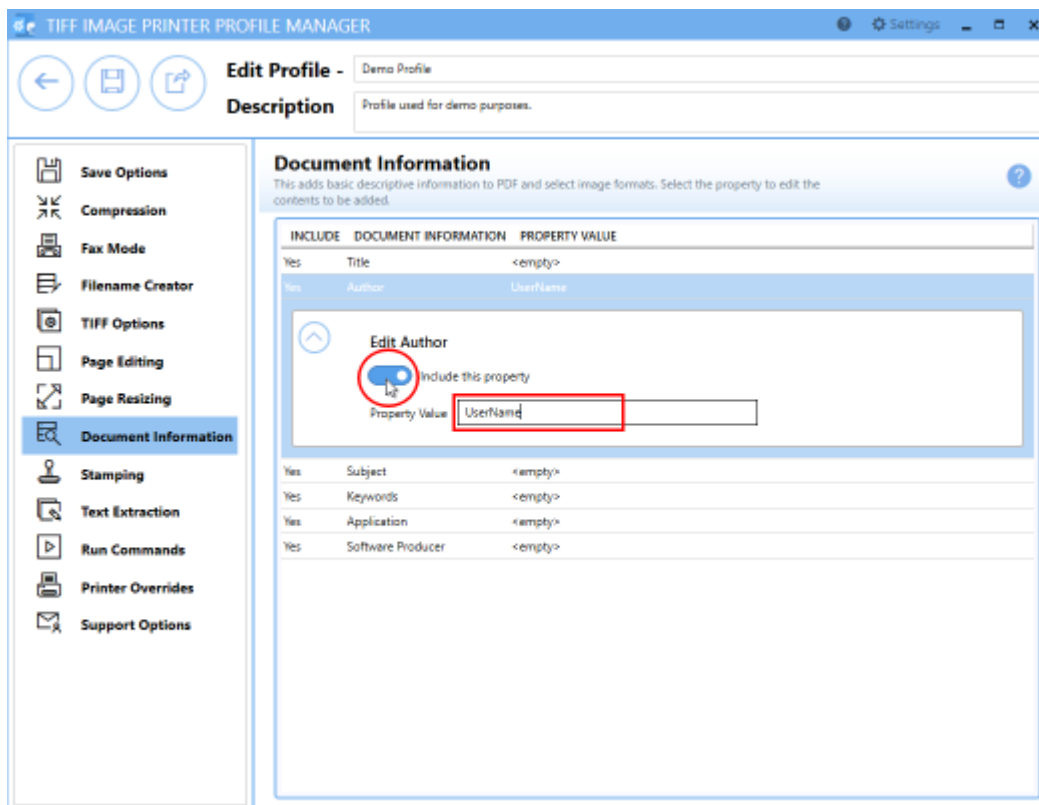 TIFF IMAGE PRINTER PROFILE MANAGER
Settings
Edit Profile - Demo Profile
Description Profile used for demo purposes.
Save Options
Compression
Fax Mode
Filename Creator
TIFF Options
Page Editing
Page Resizing
Document Information
Stamping
Text Extraction
Run Commands
Printer Overrides
Support Options
Document Information
This adds basic descriptive information to PDF and select image formats. Select the property to edit the
contents to be added.
INCLUDE DOCUMENT INFORMATION PROPERTY VALUE
Yes Title <empty>
Yes Author UserName
Edit Author
Include this property
Property Value UserName
Yes Subject <empty>
Yes Keywords <empty>
Yes Application <empty>
Yes Software Producer <empty>